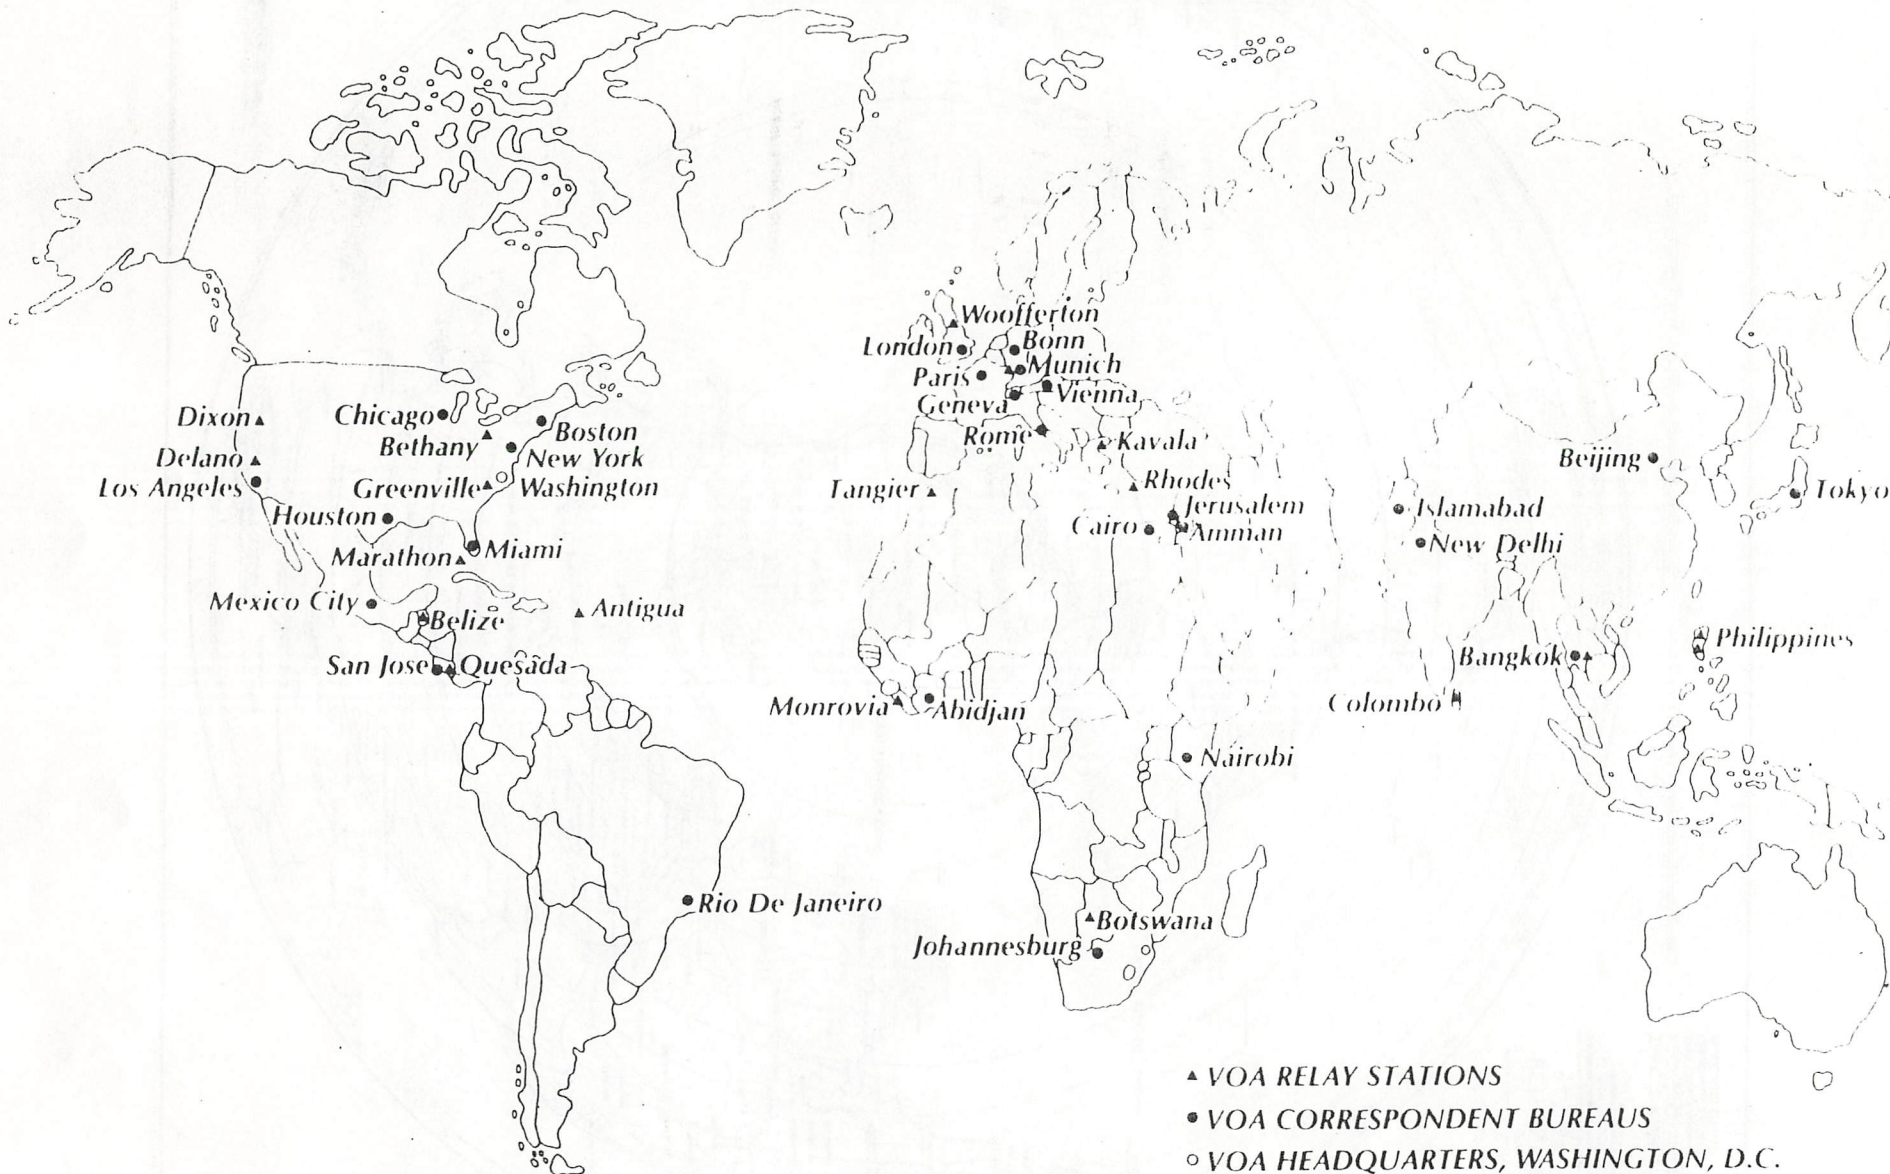 Woofferton
London
Bonn
Paris
Munich
Geneva
Vienna
Dixon
Chicago
Boston
Bethany
Rome
Kavala
New York
Delano
Beijing
Los Angeles
Greenville
Washington
Tangier
Rhodes
Tokyo
Houston
Jerusalem
Islamabad
Cairo
Amman
Marathon
Miami
New Delhi
Mexico City
Antigua
Belize
Philippines
San Jose
Quesada
Bangkok
Monrovia
Abidjan
Colombo
Nairobi
Rio De Janeiro
Botswana
Johannesburg
VOA RELAY STATIONS
VOA CORRESPONDENT BUREAUS
VOA HEADQUARTERS, WASHINGTON, D.C.